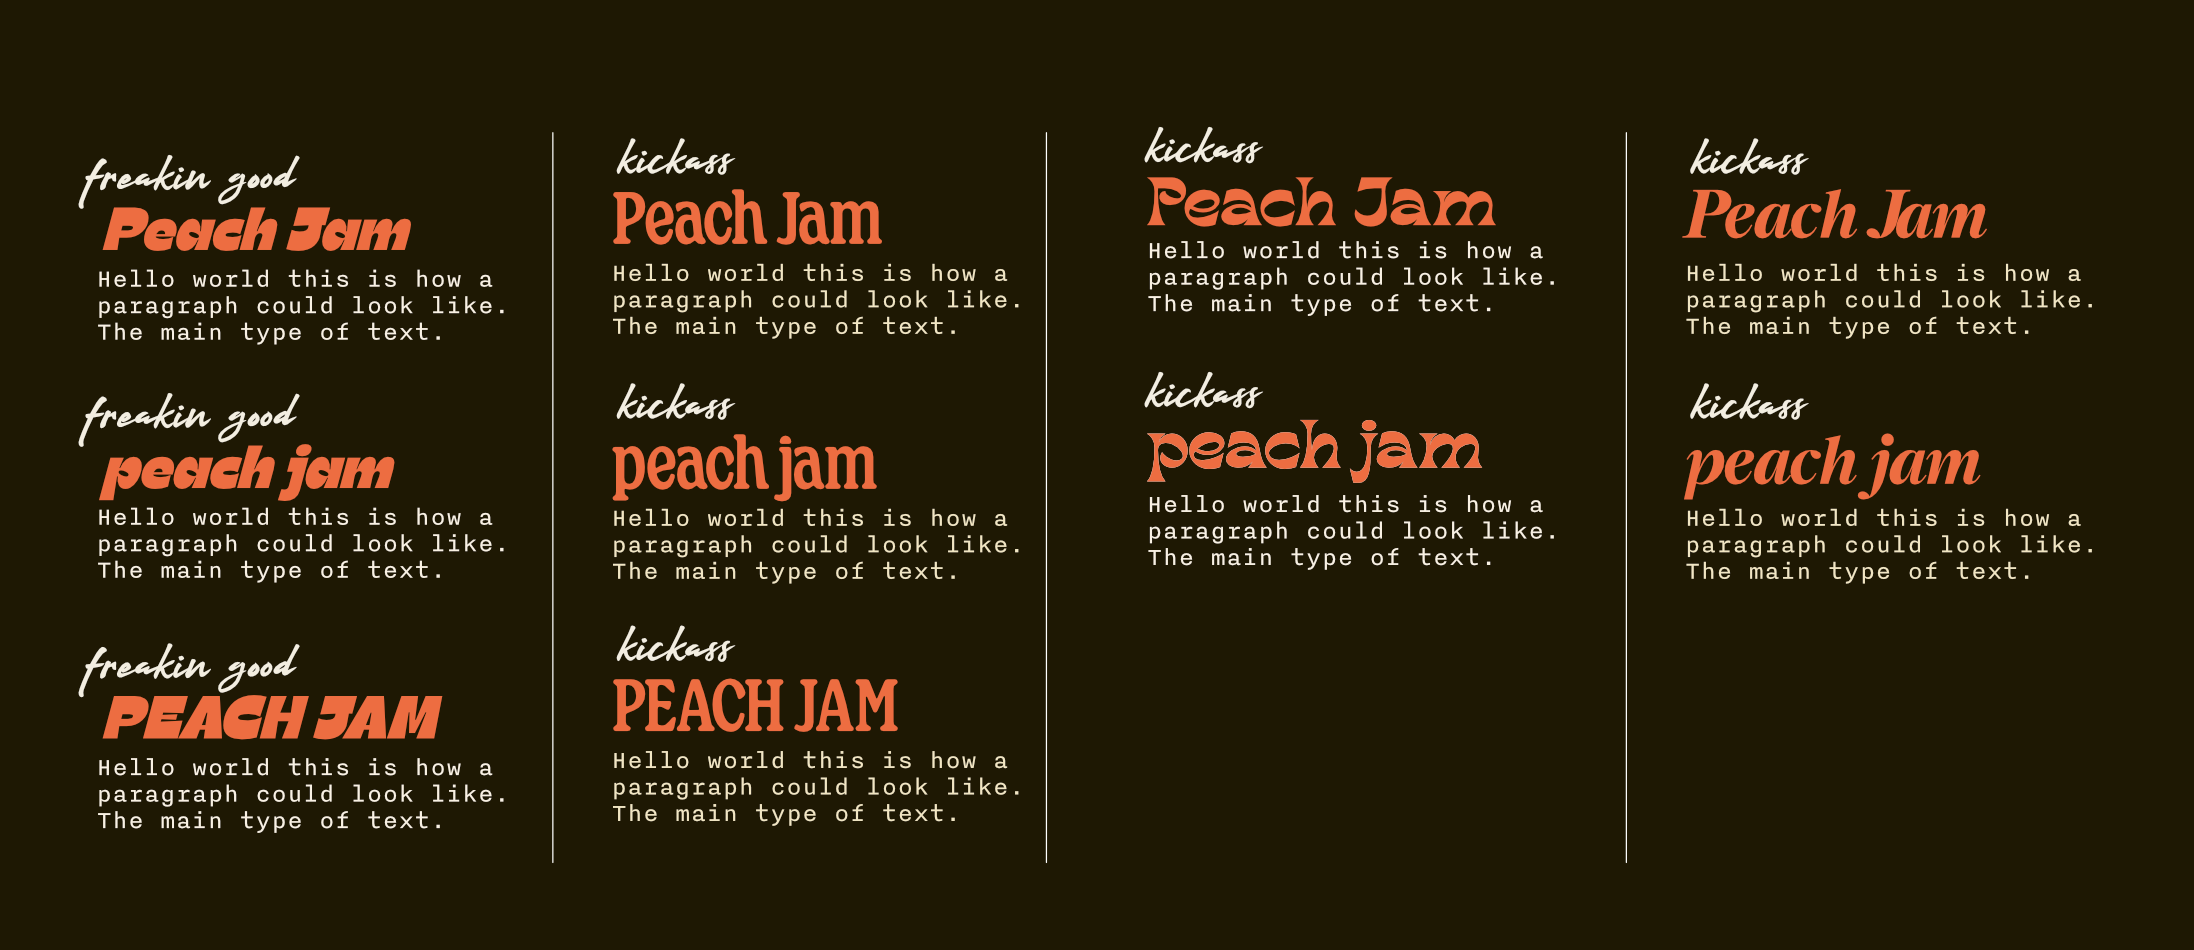 freakin good
Peach Jam
Hello world this is how a
paragraph could look like.
The main type of text.
freakin good
peach jam
Hello world this is how a
paragraph could look like.
The main type of text.
freakin good
PEACH JAM
Hello world this is how a
paragraph could look like.
The main type of text.
kickass
Peach Jam
Hello world this is how a
paragraph could look like.
The main type of text.
kickass
peach jam
Hello world this is how a
paragraph could look like.
The main type of text.
kickass
PEACH JAM
Hello world this is how a
paragraph could look like.
The main type of text.
kickass
Peach Jam
Hello world this is how a
paragraph could look like.
The main type of text.
kickass
peach jam
Hello world this is how a
paragraph could look like.
The main type of text.
kickass
Peach Jam
Hello world this is how a
paragraph could look like.
The main type of text.
kickass
peach jam
Hello world this is how a
paragraph could look like.
The main type of text.